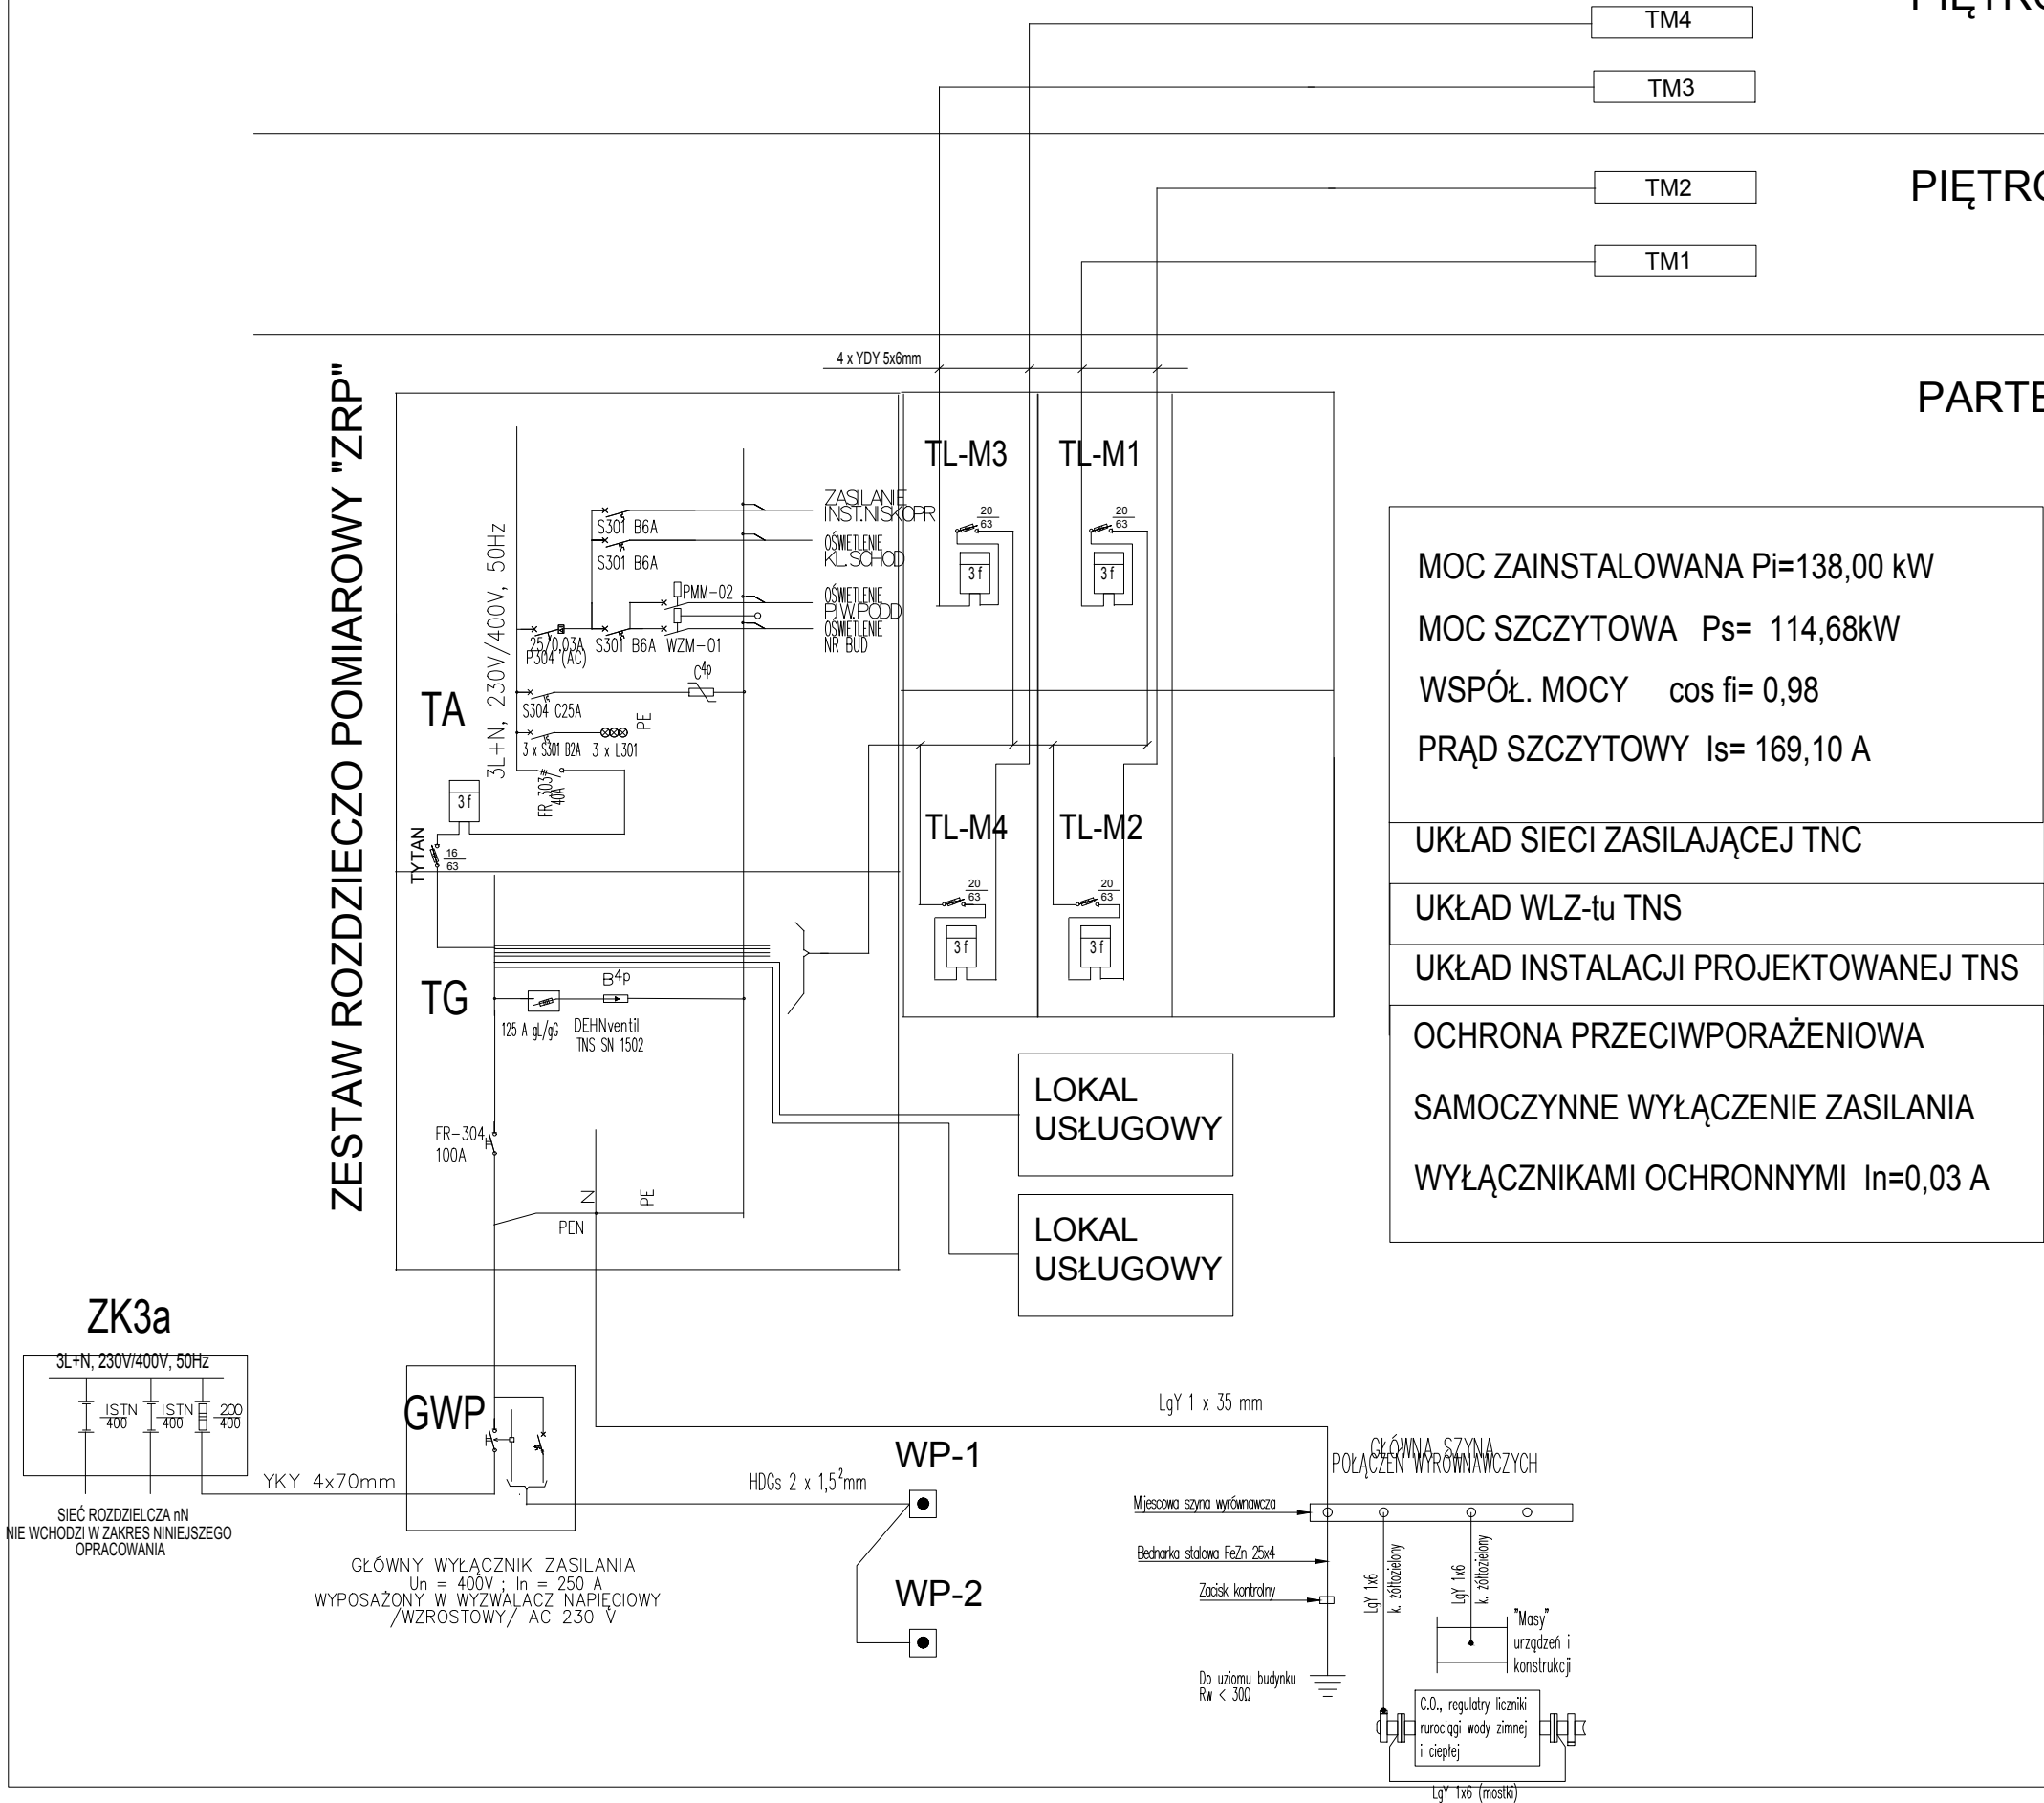 TM4
TM3
TM2
TM1
4 x YDY 5x6mm
ZESTAW ROZDZIECZO POMIAROWY "ZRP"
TL-M3
TL-M1
20
63
3 f
20
63
3 f
3L+N, 230V/400V, 50Hz
S301 B6A
S301 B6A
PMM-02
25/0,03A
P304 (AC)
S301 B6A
WZM-01
ZASILANIE
INST.NISKOPR
OŚWIETLENIE
KL.SCHOD
OŚWIETLENIE
PIW.PODD
OŚWIETLENIE
NR BUD
TA
C4p
S304 C25A
PE
3 x S301 B2A
3 x L301
FR 303
40A
3 f
TYTAN
16
63
TL-M4
TL-M2
20
63
3 f
20
63
3 f
TG
B4p
125 A gL/gG
DEHNventil
TNS SN 1502
FR-304
100A
N
PE
PEN
LOKAL
USŁUGOWY
LOKAL
USŁUGOWY
MOC ZAINSTALOWANA Pi=138,00 kW
MOC SZCZYTOWA Ps= 114,68kW
WSPÓŁ. MOCY cos fi= 0,98
PRĄD SZCZYTOWY Is= 169,10 A
UKŁAD SIECI ZASILAJĄCEJ TNC
UKŁAD WLZ-tu TNS
UKŁAD INSTALACJI PROJEKTOWANEJ TNS
OCHRONA PRZECIWPORAŻENIOWA
SAMOCZYNNE WYŁĄCZENIE ZASILANIA
WYŁĄCZNIKAMI OCHRONNYMI In=0,03 A
ZK3a
3L+N, 230V/400V, 50Hz
ISTN
400
ISTN
400
200
400
SIEĆ ROZDZIELCZA nN
NIE WCHODZI W ZAKRES NINIEJSZEGO
OPRACOWANIA
YKY 4x70mm
GWP
GŁÓWNY WYŁĄCZNIK ZASILANIA
Un = 400V ; In = 250 A
WYPOSAŻONY W WYZWALACZ NAPIĘCIOWY
/WZROSTOWY/ AC 230 V
HDGs 2 x 1,5²mm
WP-1
WP-2
LgY 1 x 35 mm
GŁÓWNA SZYNA
POŁĄCZEŃ WYRÓWNAWCZYCH
Mijescowa szyna wyrównawcza
Bednarka stalowa FeZn 25x4
Zacisk kontrolny
Do uziomu budynku
Rw < 30Ω
LgY 1x6
k. żółtozielony
LgY 1x6
k. żółtozielony
"Masy"
urządzeń i
konstrukcji
C.O., regulatry liczniki
rurociągi wody zimnej
i ciepłej
LgY 1x6 (mostki)